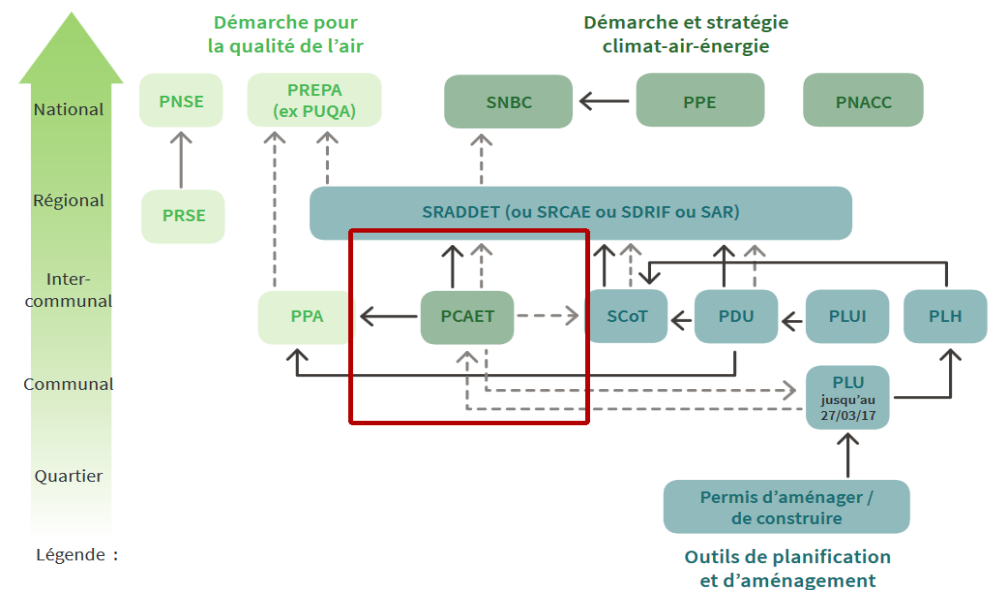 Démarche pour
la qualité de l’air
Démarche et stratégie
climat-air-énergie
National
PNSE
PREPA
(ex PUQA)
SNBC
PPE
PNACC
Régional
PRSE
SRADDET (ou SRCAE ou SDRIF ou SAR)
Inter-
communal
PPA
PCAET
SCoT
PDU
PLUI
PLH
Communal
PLU
jusqu’au
27/03/17
Quartier
Permis d’aménager /
de construire
Légende :
Outils de planification
et d’aménagement